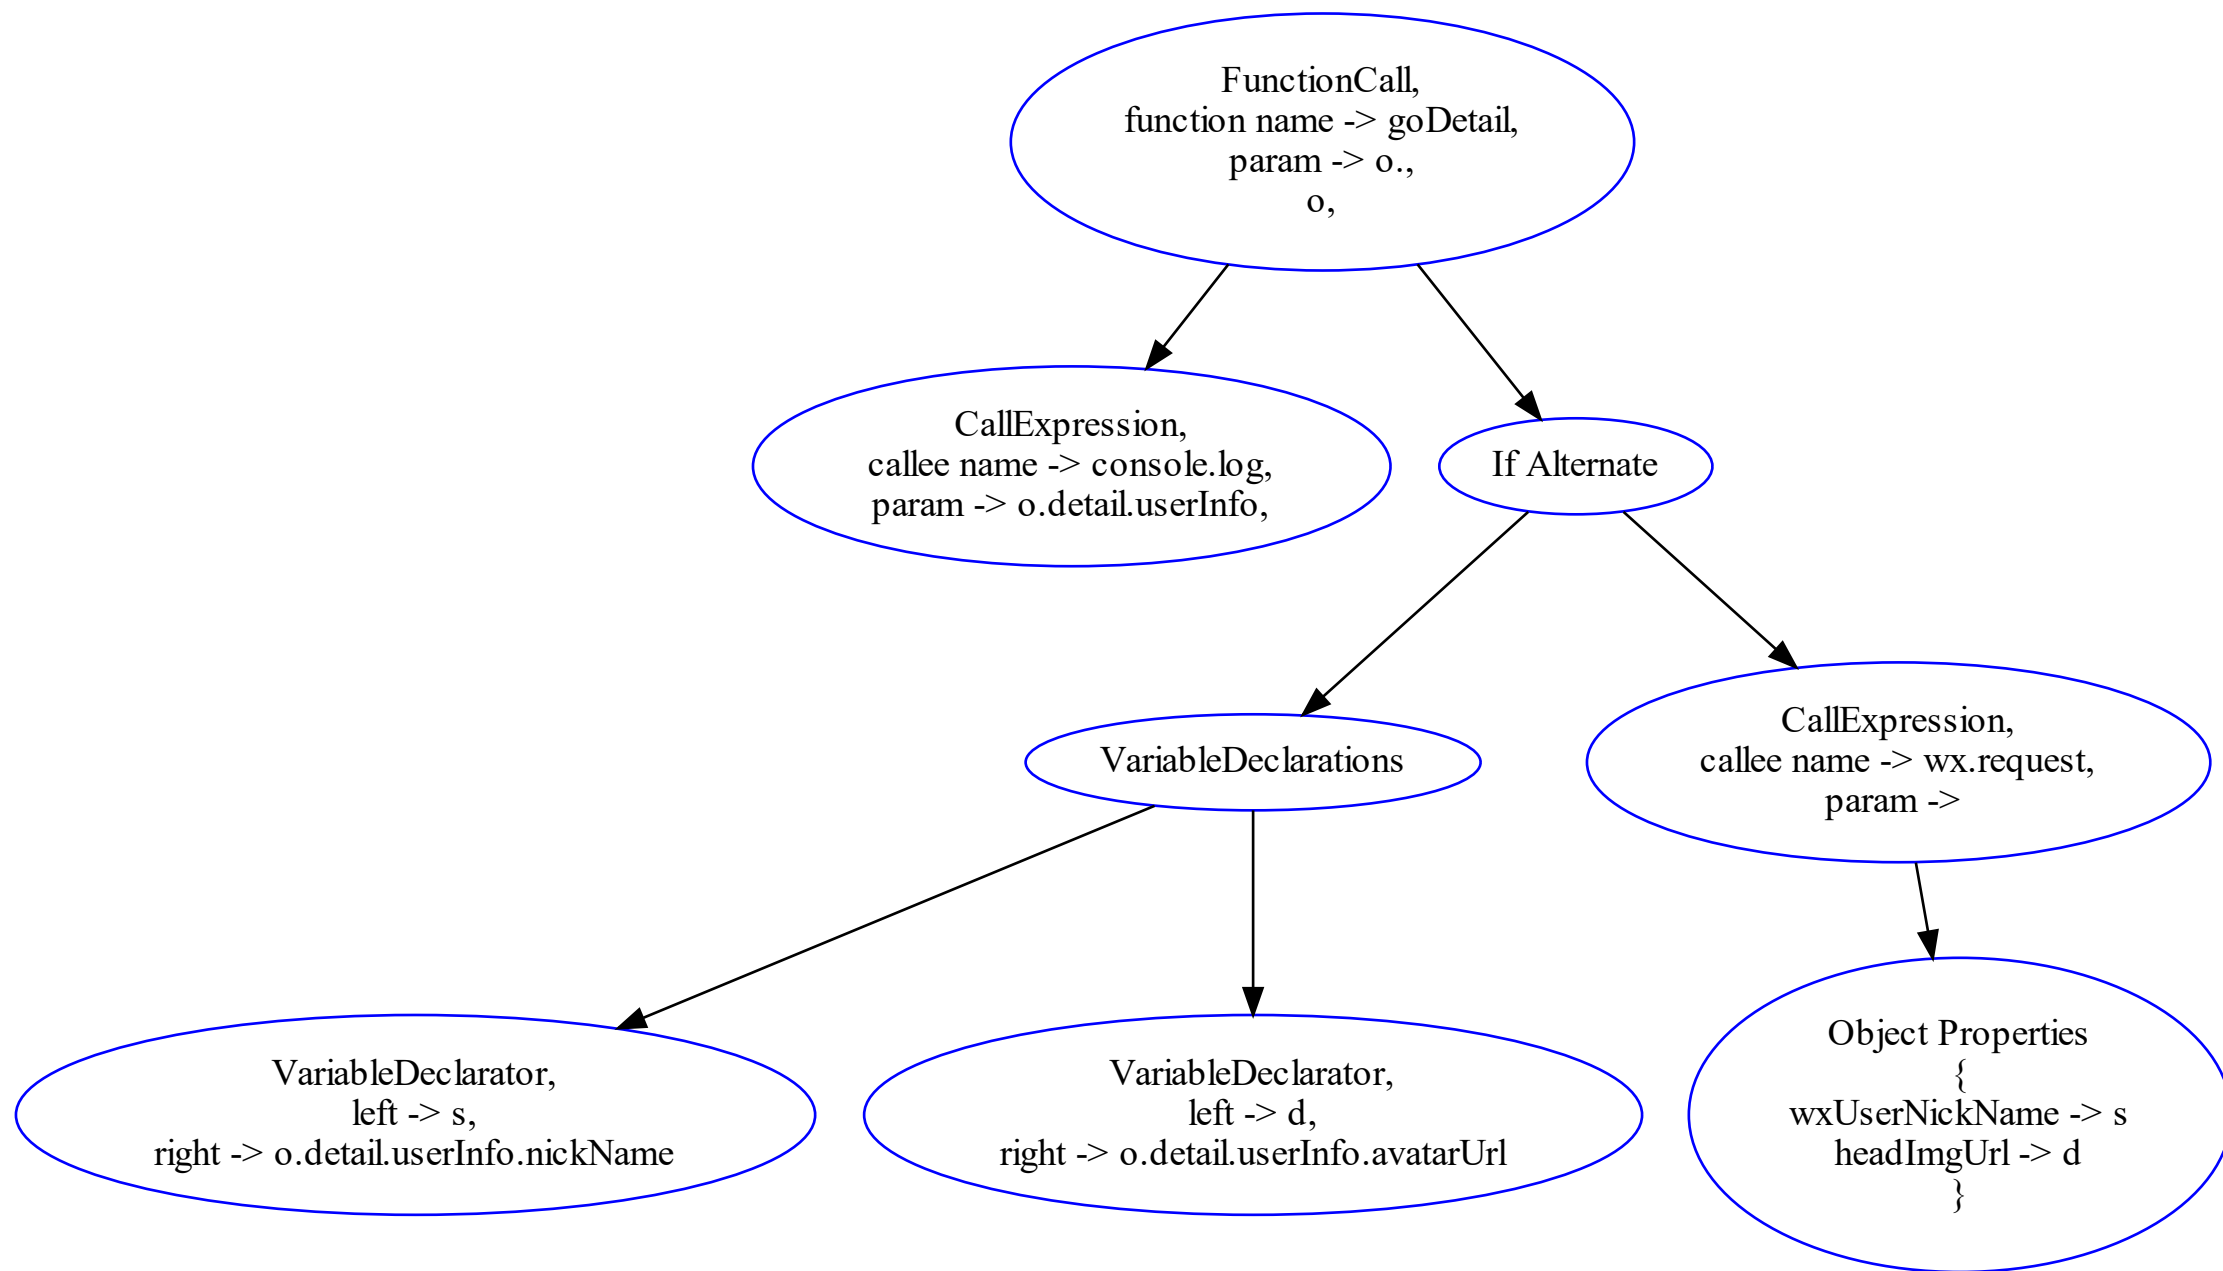 FunctionCall,
function name -> goDetail,
param -> o.,
o,
CallExpression,
callee name -> console.log,
param -> o.detail.userInfo,
If Alternate
VariableDeclarations
CallExpression,
callee name -> wx.request,
param ->
VariableDeclarator,
left -> s,
right -> o.detail.userInfo.nickName
VariableDeclarator,
left -> d,
right -> o.detail.userInfo.avatarUrl
Object Properties
{
wxUserNickName -> s
headImgUrl -> d
}